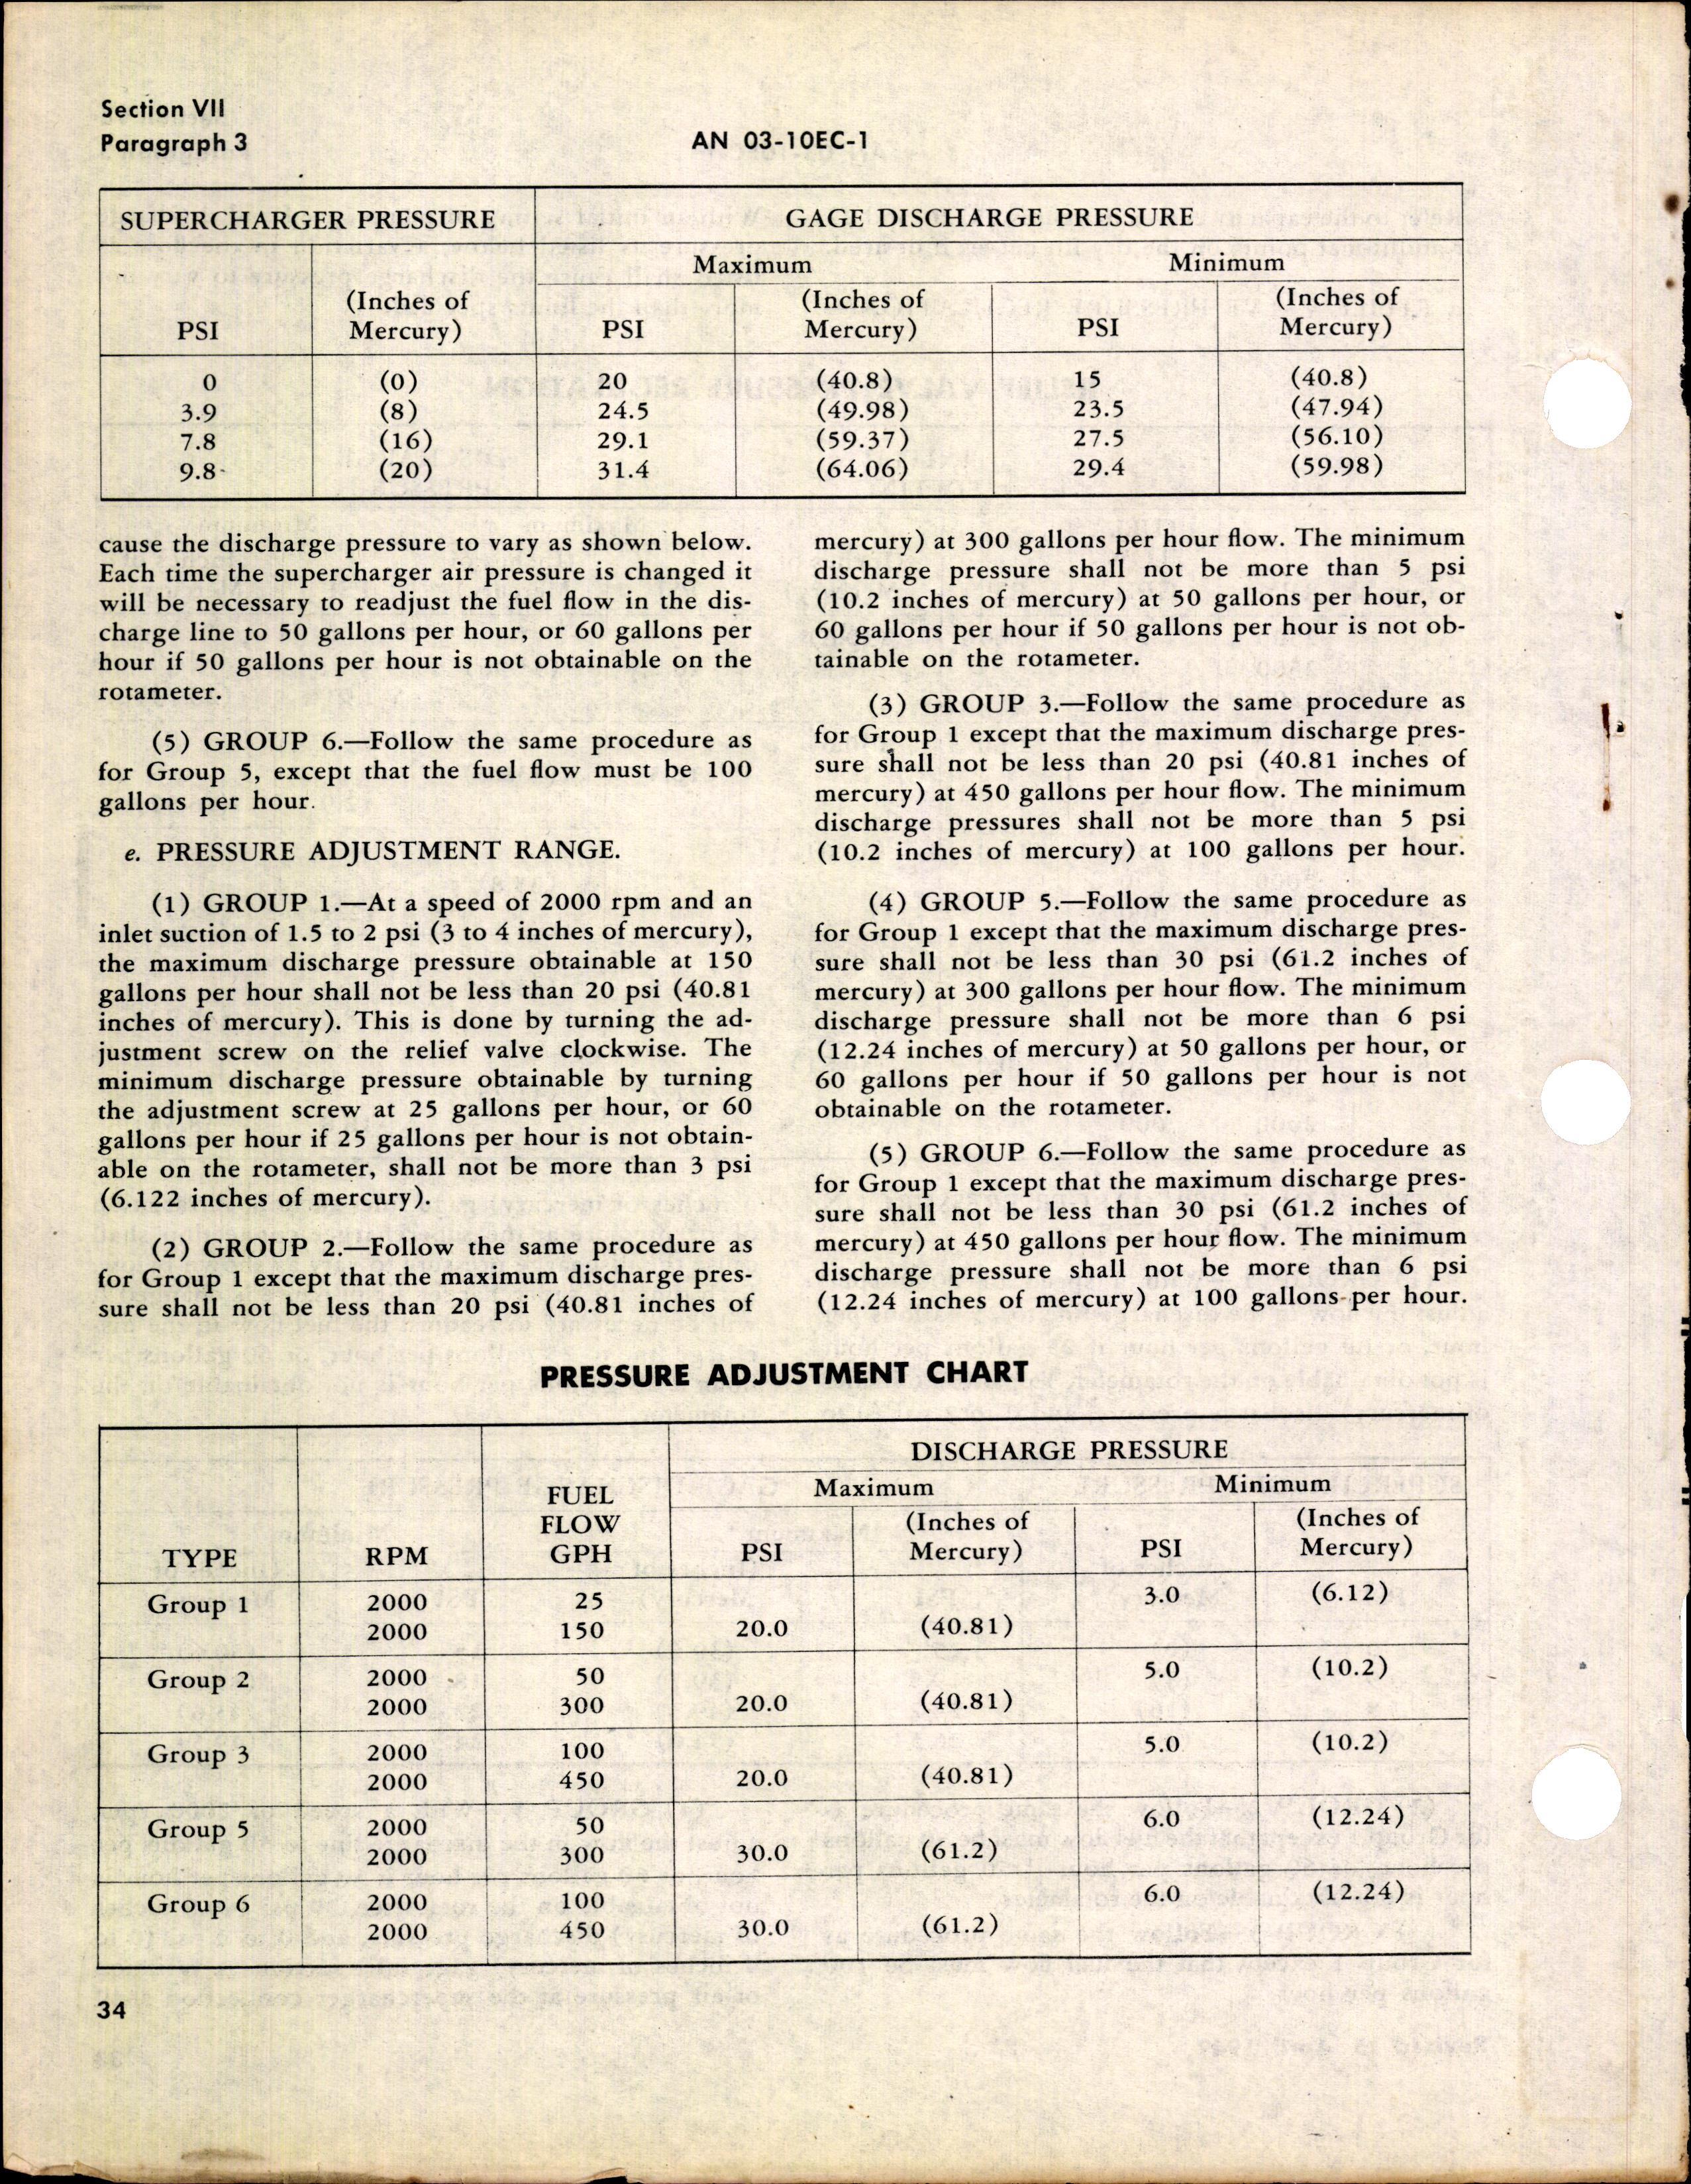 Section VII
Paragraph 3
AN 03-10EC-1
SUPERCHARGER PRESSURE GAGE DISCHARGE PRESSURE
Maximum Minimum
(Inches of (Inches of (Inches of
PSI Mercury) PSI Mercury) PSI Mercury)
0 (0) 20 (40.8) 15 (40.8)
3.9 (8) 24.5 (49.98) 23.5 (47.94)
7.8 (16) 29.1 (59.37) 27.5 (56.10)
9.8 (20) 31.4 (64.06) 29.4 (59.98)
cause the discharge pressure to vary as shown below.
Each time the supercharger air pressure is changed it
will be necessary to readjust the fuel flow in the dis-
charge line to 50 gallons per hour, or 60 gallons per
hour if 50 gallons per hour is not obtainable on the
rotameter.
(5) GROUP 6.—Follow the same procedure as
for Group 5, except that the fuel flow must be 100
gallons per hour.
e. PRESSURE ADJUSTMENT RANGE.
(1) GROUP 1.—At a speed of 2000 rpm and an
inlet suction of 1.5 to 2 psi (3 to 4 inches of mercury),
the maximum discharge pressure obtainable at 150
gallons per hour shall not be less than 20 psi (40.81
inches of mercury). This is done by turning the ad-
justment screw on the relief valve clockwise. The
minimum discharge pressure obtainable by turning
the adjustment screw at 25 gallons per hour, or 60
gallons per hour if 25 gallons per hour is not obtain-
able on the rotameter, shall not be more than 3 psi
(6.122 inches of mercury).
(2) GROUP 2.—Follow the same procedure as
for Group 1 except that the maximum discharge pres-
sure shall not be less than 20 psi (40.81 inches of
mercury) at 300 gallons per hour flow. The minimum
discharge pressure shall not be more than 5 psi
(10.2 inches of mercury) at 50 gallons per hour, or
60 gallons per hour if 50 gallons per hour is not ob-
tainable on the rotameter.
(3) GROUP 3.—Follow the same procedure as
for Group 1 except that the maximum discharge pres-
sure shall not be less than 20 psi (40.81 inches of
mercury) at 450 gallons per hour flow. The minimum
discharge pressures shall not be more than 5 psi
(10.2 inches of mercury) at 100 gallons per hour.
(4) GROUP 5.—Follow the same procedure as
for Group 1 except that the maximum discharge pres-
sure shall not be less than 30 psi (61.2 inches of
mercury) at 300 gallons per hour flow. The minimum
discharge pressure shall not be more than 6 psi
(12.24 inches of mercury) at 50 gallons per hour, or
60 gallons per hour if 50 gallons per hour is not
obtainable on the rotameter.
(5) GROUP 6.—Follow the same procedure as
for Group 1 except that the maximum discharge pres-
sure shall not be less than 30 psi (61.2 inches of
mercury) at 450 gallons per hour flow. The minimum
discharge pressure shall not be more than 6 psi
(12.24 inches of mercury) at 100 gallons per hour.
PRESSURE ADJUSTMENT CHART
DISCHARGE PRESSURE
Maximum Minimum
FUEL
FLOW (Inches of (Inches of
TYPE RPM GPH PSI Mercury) PSI Mercury)
Group 1 2000 25 3.0 (6.12)
2000 150 20.0 (40.81)
Group 2 2000 50 5.0 (10.2)
2000 300 20.0 (40.81)
Group 3 2000 100 5.0 (10.2)
2000 450 20.0 (40.81)
Group 5 2000 50 6.0 (12.24)
2000 300 30.0 (61.2)
Group 6 2000 100 6.0 (12.24)
2000 450 30.0 (61.2)
34